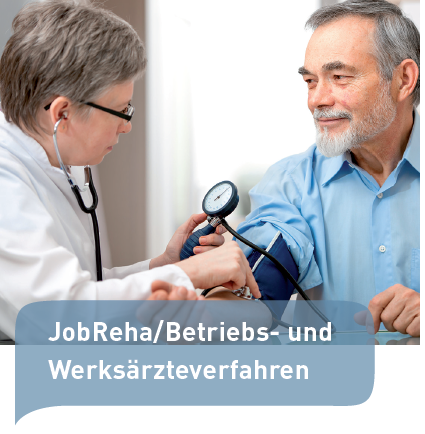 JobReha/Betriebs- und
Werksärzteverfahren